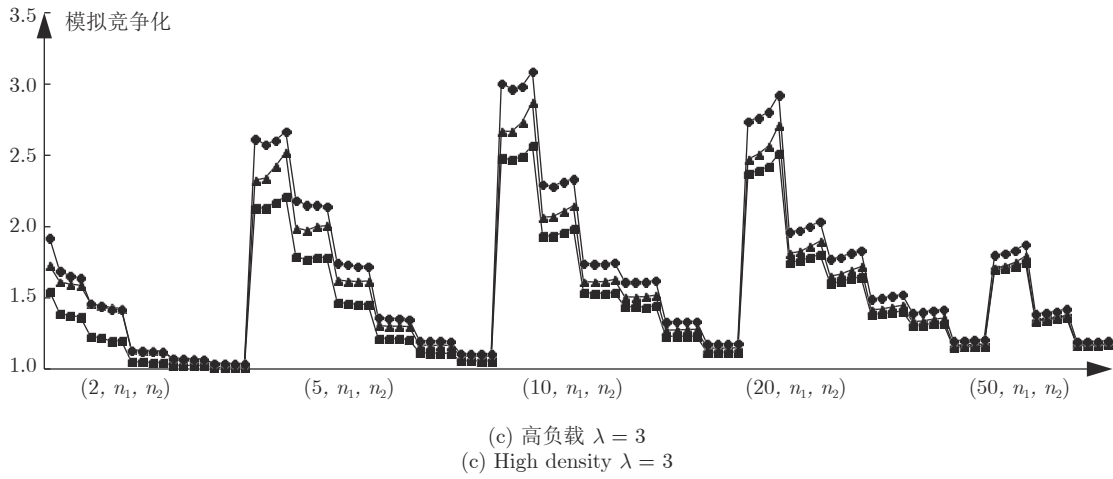 3.5
模拟竞争化
3.0
2.5
2.0
1.5
1.0
(2, n₁, n₂) (5, n₁, n₂) (10, n₁, n₂) (20, n₁, n₂) (50, n₁, n₂)
(c) 高负载 λ = 3
(c) High density λ = 3